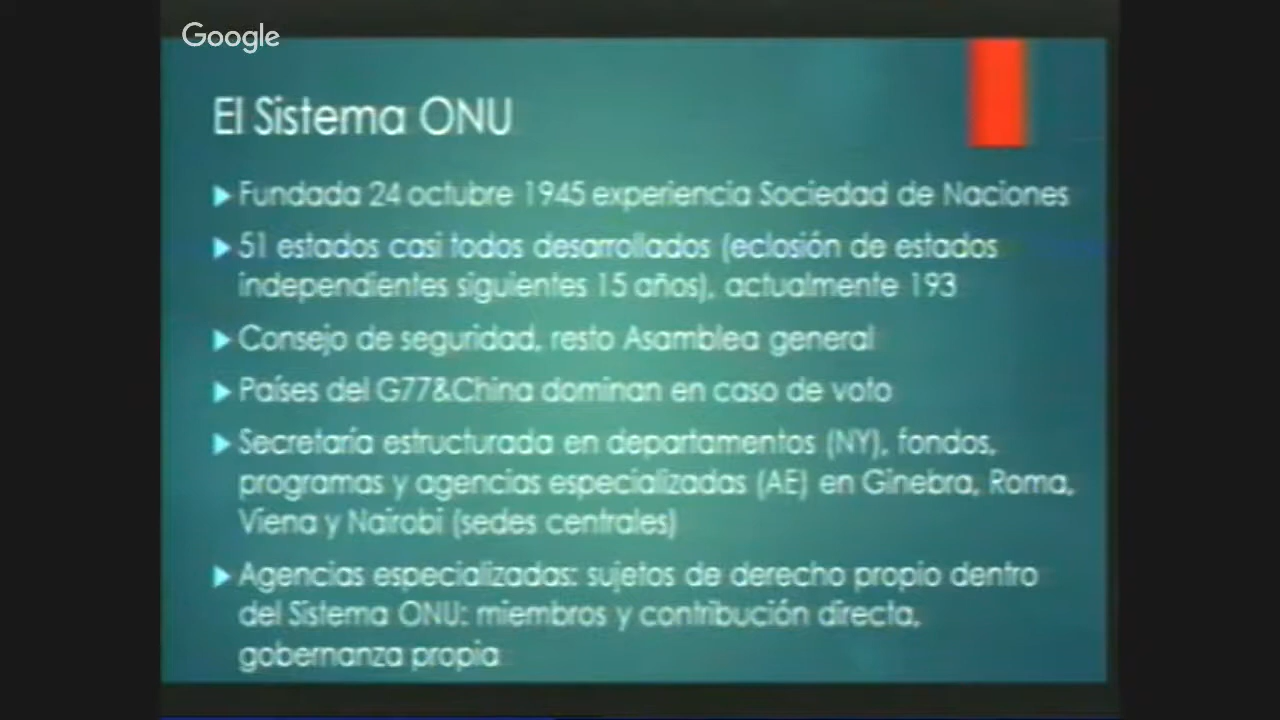 Google
El Sistema ONU
Fundada 24 octubre 1945 experiencia Sociedad de Naciones
51 estados casi todos desarrollados (eclosión de estados
independientes siguientes 15 años), actualmente 193
Consejo de seguridad, resto Asamblea general
Países del G77&China dominan en caso de voto
Secretaría estructurada en departamentos (NY), fondos,
programas y agencias especializadas (AE) en Ginebra, Roma,
Viena y Nairobi (sedes centrales)
Agencias especializadas: sujetos de derecho propio dentro
del Sistema ONU: miembros y contribución directa,
gobernanza propia